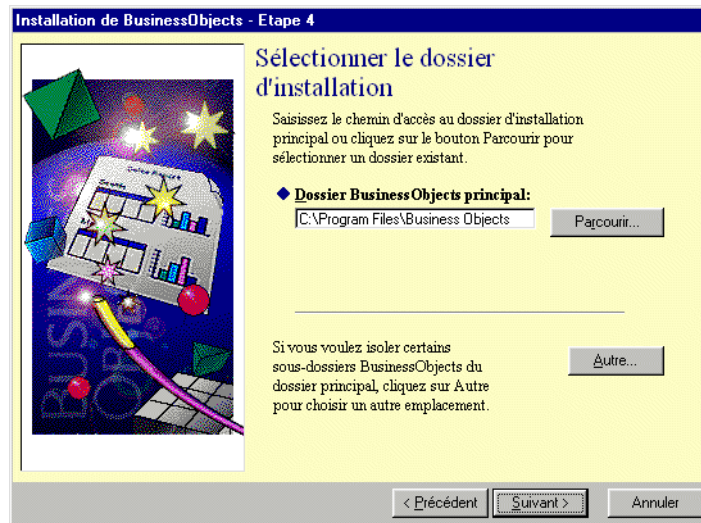 Installation de BusinessObjects - Etape 4
Sélectionner le dossier
d'installation
Saisissez le chemin d'accès au dossier d'installation
principal ou cliquez sur le bouton Parcourir pour
sélectionner un dossier existant.
Dossier BusinessObjects principal:
C:\Program Files\Business Objects
Parcourir...
Si vous voulez isoler certains
sous-dossiers BusinessObjects du
dossier principal, cliquez sur Autre
pour choisir un autre emplacement.
Autre...
BUSIN
< Précédent
Suivant >
Annuler